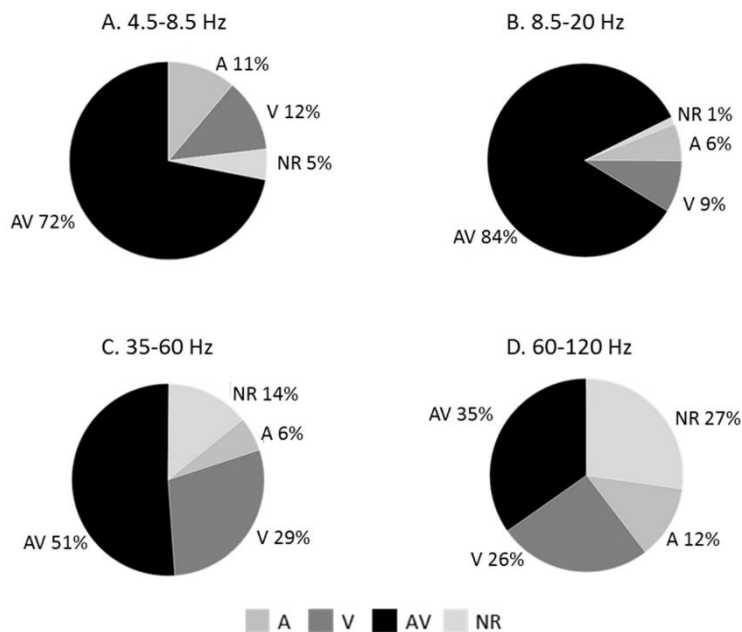 A. 4.5-8.5 Hz
A 11%
V 12%
NR 5%
AV 72%
B. 8.5-20 Hz
NR 1%
A 6%
V 9%
AV 84%
C. 35-60 Hz
NR 14%
A 6%
V 29%
AV 51%
D. 60-120 Hz
AV 35%
NR 27%
A 12%
V 26%
A V AV NR